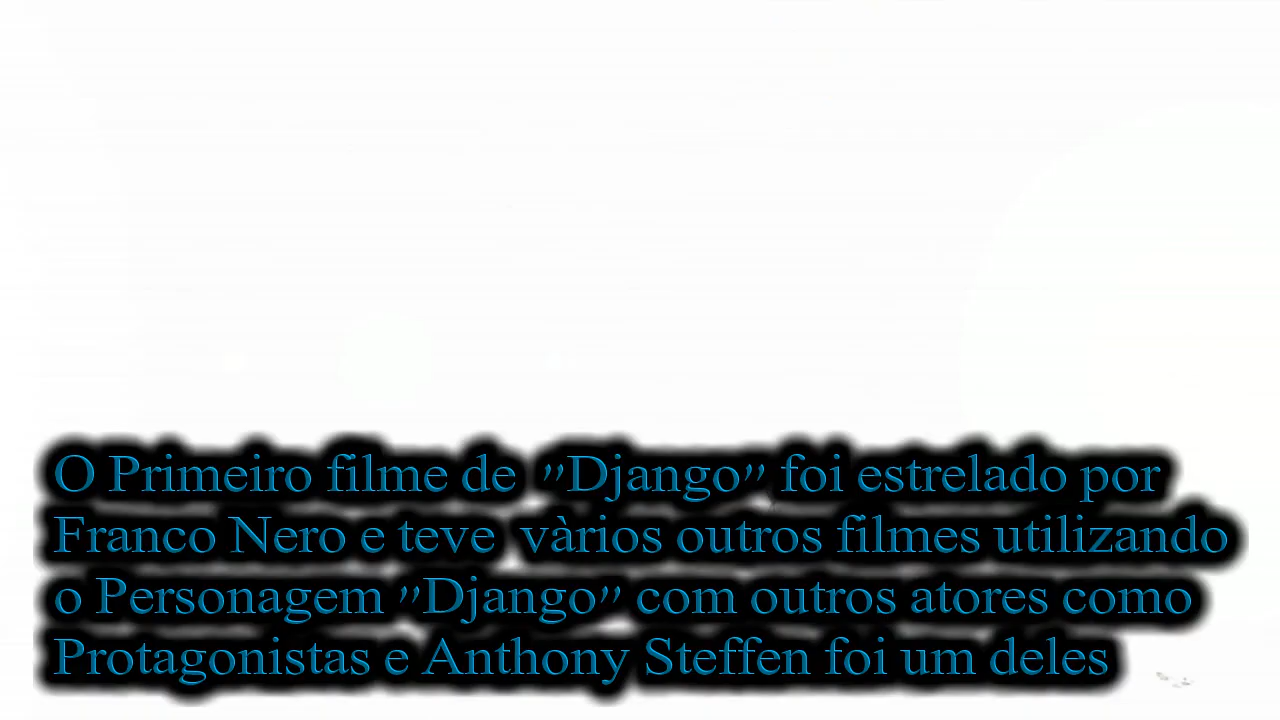 O Primeiro filme de ”Django” foi estrelado por
Franco Nero e teve vàrios outros filmes utilizando
o Personagem ”Django” com outros atores como
Protagonistas e Anthony Steffen foi um deles